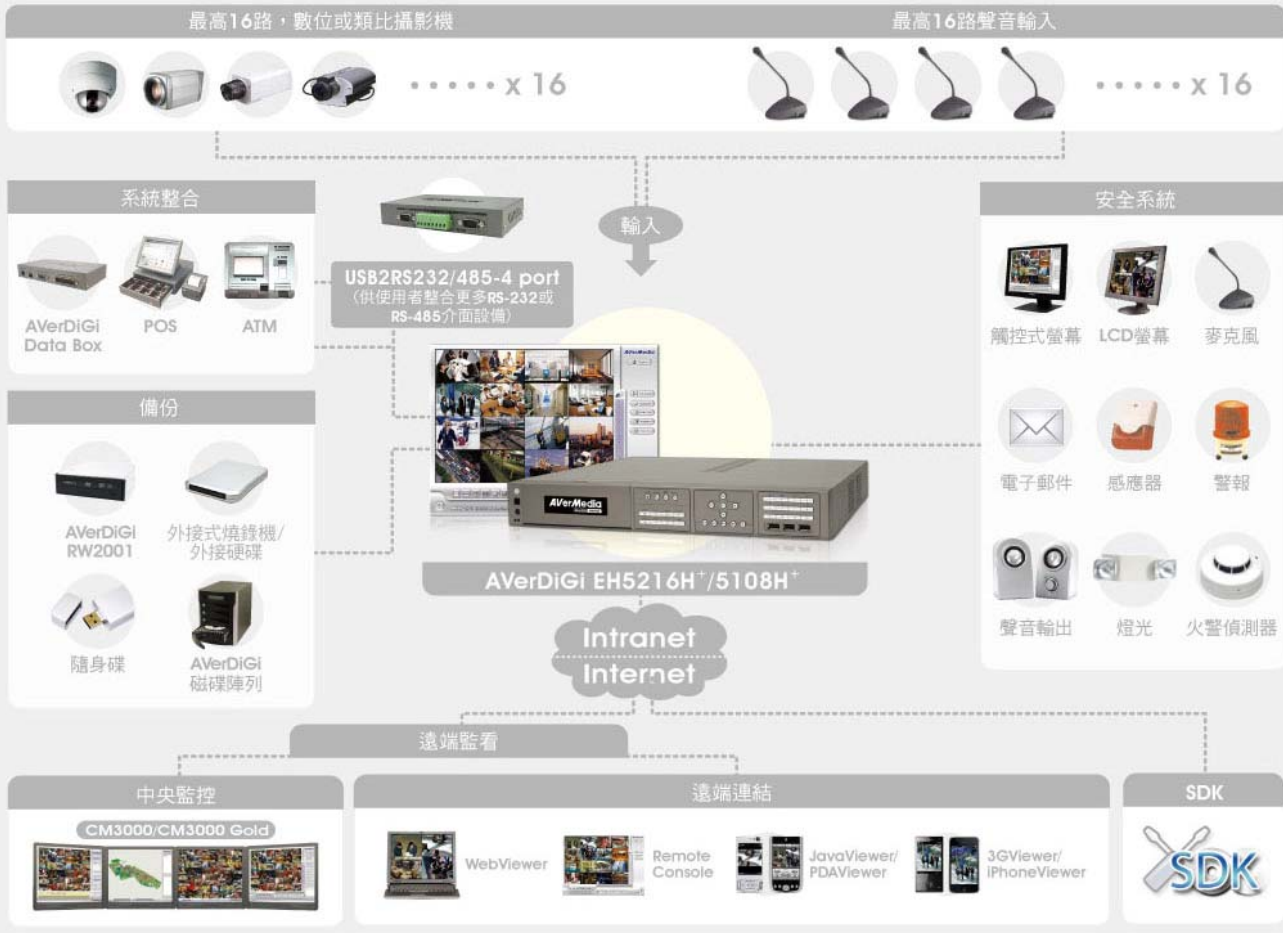 最高16路，數位或類比攝影機
最高16路聲音輸入
····· x 16
····· x 16
輸入
系統整合
AVerDiGi
Data Box
POS
ATM
USB2RS232/485-4 port
（供使用者整合更多RS-232或
RS-485介面設備）
安全系統
觸控式螢幕
LCD螢幕
麥克風
電子郵件
感應器
警報
聲音輸出
燈光
火警偵測器
備份
AVerDiGi
RW2001
外接式燒錄機/
外接硬碟
隨身碟
AVerDiGi
磁碟陣列
AVerMedia
AVerMedia
AVerDiGi EH5216H+/5108H+
Intranet
Internet
遠端監看
中央監控
CM3000/CM3000 Gold
遠端連結
WebViewer
Remote
Console
JavaViewer/
PDAViewer
3GViewer/
iPhoneViewer
SDK
SDK